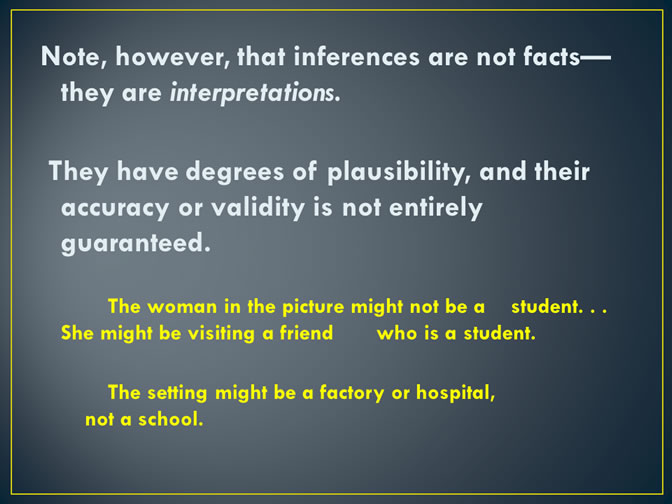 Note, however, that inferences are not facts—
they are interpretations.
They have degrees of plausibility, and their
accuracy or validity is not entirely
guaranteed.
The woman in the picture might not be a student. . .
She might be visiting a friend who is a student.
The setting might be a factory or hospital,
not a school.